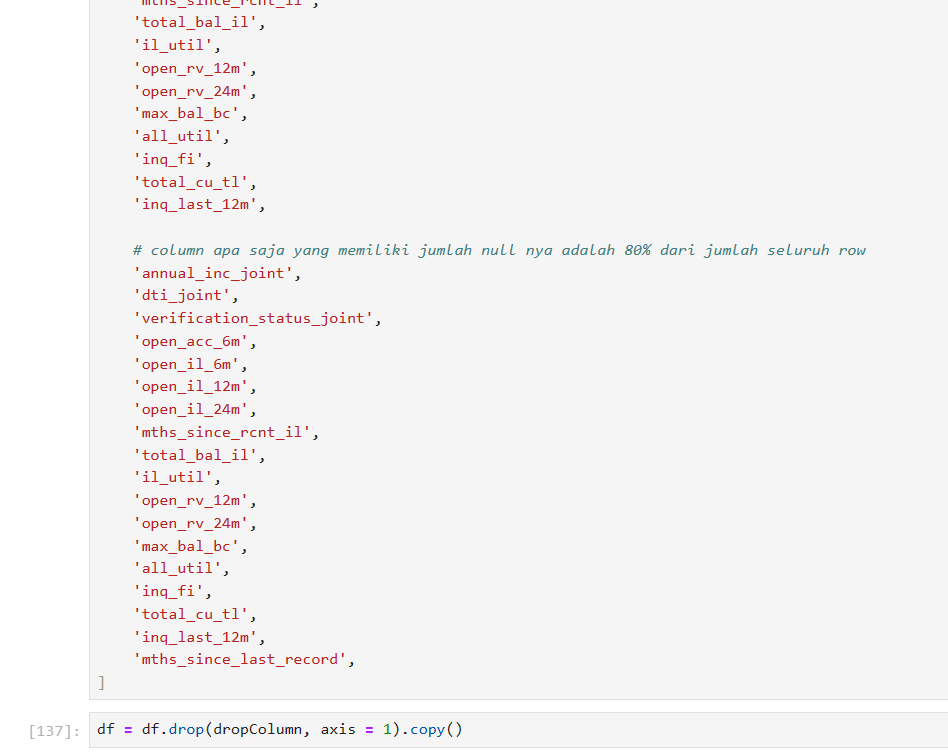 'mths_since_rcnt_il',
'total_bal_il',
'il_util',
'open_rv_12m',
'open_rv_24m',
'max_bal_bc',
'all_util',
'inq_fi',
'total_cu_tl',
'inq_last_12m',
# column apa saja yang memiliki jumlah null nya adalah 80% dari jumlah seluruh row
'annual_inc_joint',
'dti_joint',
'verification_status_joint',
'open_acc_6m',
'open_il_6m',
'open_il_12m',
'open_il_24m',
'mths_since_rcnt_il',
'total_bal_il',
'il_util',
'open_rv_12m',
'open_rv_24m',
'max_bal_bc',
'all_util',
'inq_fi',
'total_cu_tl',
'inq_last_12m',
'mths_since_last_record',
]
[137]: df = df.drop(dropColumn, axis = 1).copy()